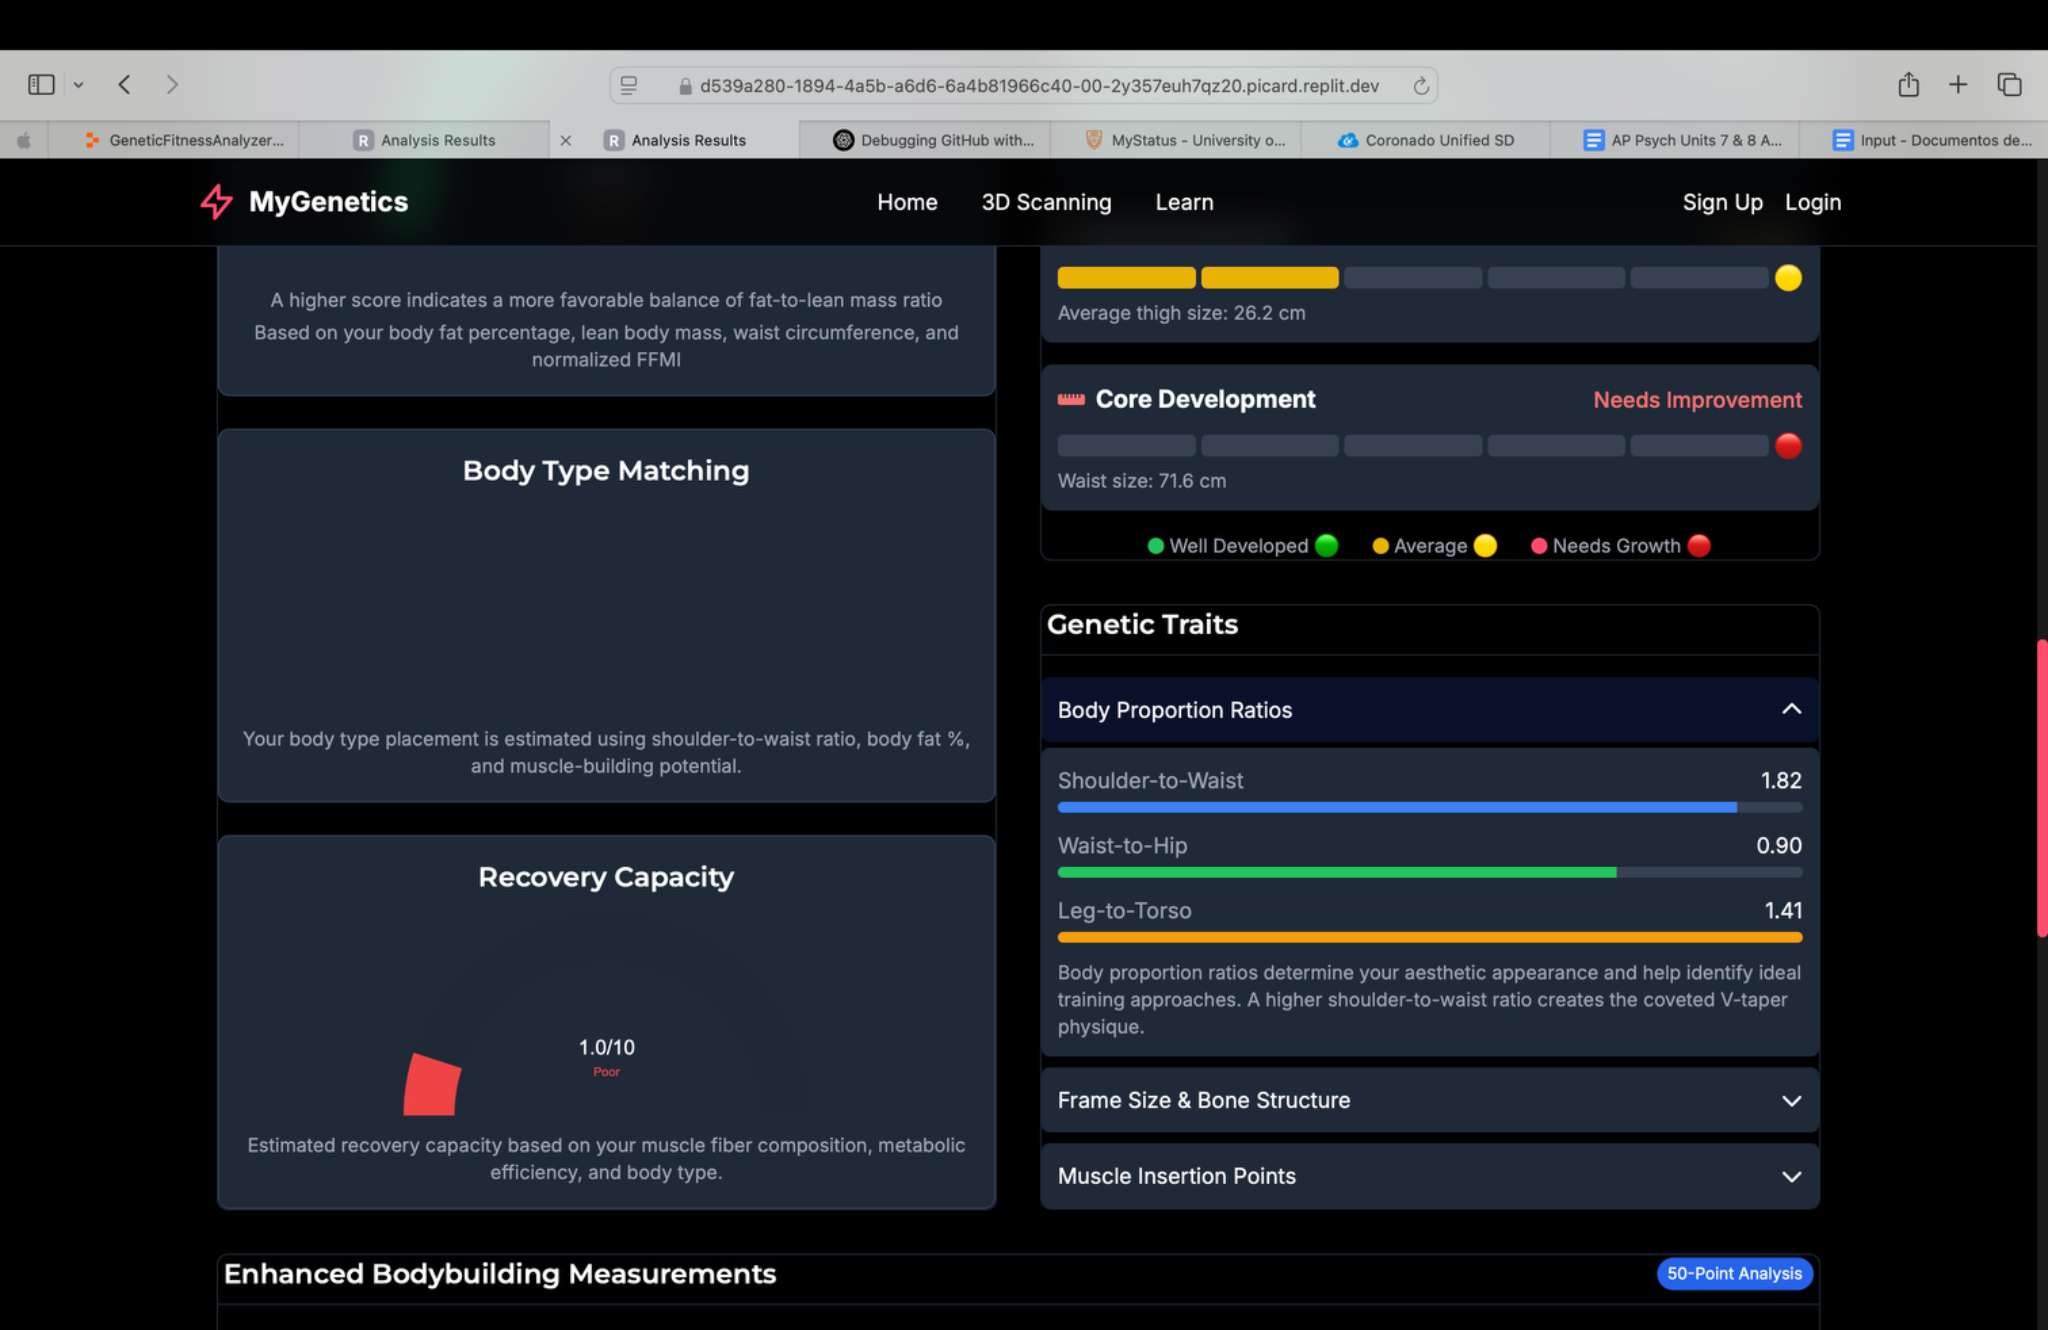 d539a280-1894-4a5b-a6d6-6a4b81966c40-00-2y357euh7qz20.picard.replit.dev
GeneticFitnessAnalyzer...
Analysis Results
Analysis Results
Debugging GitHub with...
MyStatus - University o...
Coronado Unified SD
AP Psych Units 7 & 8 A...
Input - Documentos de...
MyGenetics
Home
3D Scanning
Learn
Sign Up
Login
A higher score indicates a more favorable balance of fat-to-lean mass ratio
Based on your body fat percentage, lean body mass, waist circumference, and
normalized FFMI
Body Type Matching
Your body type placement is estimated using shoulder-to-waist ratio, body fat %,
and muscle-building potential.
Recovery Capacity
1.0/10
Poor
Estimated recovery capacity based on your muscle fiber composition, metabolic
efficiency, and body type.
Average thigh size: 26.2 cm
Core Development
Needs Improvement
Waist size: 71.6 cm
Well Developed
Average
Needs Growth
Genetic Traits
Body Proportion Ratios
Shoulder-to-Waist 1.82
Waist-to-Hip 0.90
Leg-to-Torso 1.41
Body proportion ratios determine your aesthetic appearance and help identify ideal
training approaches. A higher shoulder-to-waist ratio creates the coveted V-taper
physique.
Frame Size & Bone Structure
Muscle Insertion Points
Enhanced Bodybuilding Measurements
50-Point Analysis